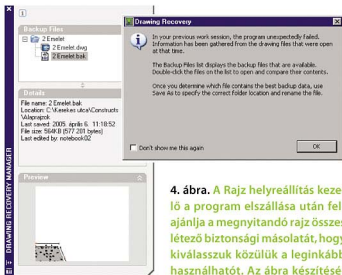 Backup Files
2 Emelet
2 Emelet.dwg
2 Emelet.bak
Details
File name: 2 Emelet.bak
Location: C:\Kerekes utca\Constructs
\Alaprajzok
Last saved: 2005. április 6. 11:18:52
File size: 564KB (577 201 bytes)
Last edited by: notebook02
Preview
DRAWING RECOVERY MANAGER
Drawing Recovery
In your previous work session, the program unexpectedly failed.
Information has been gathered from the drawing files that were open
at that time.
The Backup Files list displays the backup files that are available.
Double-click the files on the list to open and compare their contents.
Once you determine which file contains the best backup data, use
Save As to specify the correct folder location and rename the file.
Don't show me this again
OK
4. ábra. A Rajz helyreállítás keze
lő a program elszállása után fel
ajánlja a megnyitandó rajz összes
létező biztonsági másolatát, hogy
kiválasszuk közülük a leginkább
használhatót. Az ábra készítésé